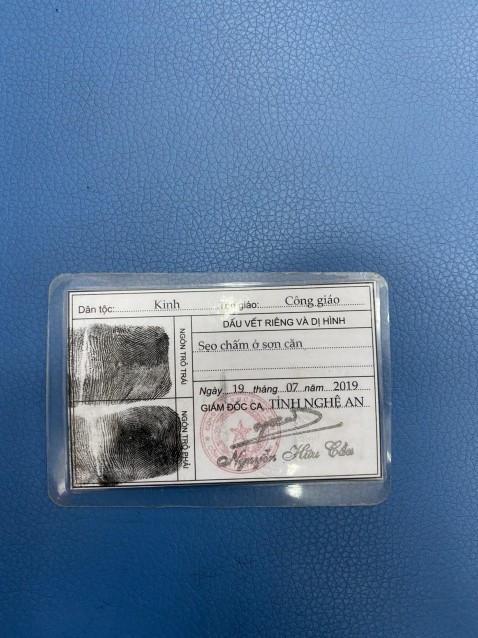 Dân tộc: Kinh Tôn giáo: Công giáo
NGÓN TRỎ TRÁI
NGÓN TRỎ PHẢI
DẤU VẾT RIÊNG VÀ DỊ HÌNH
Sẹo chấm ở sơn căn
Ngày 19 tháng 07 năm 2019
GIÁM ĐỐC CA TỈNH NGHỆ AN
Nguyễn Hữu Cầu